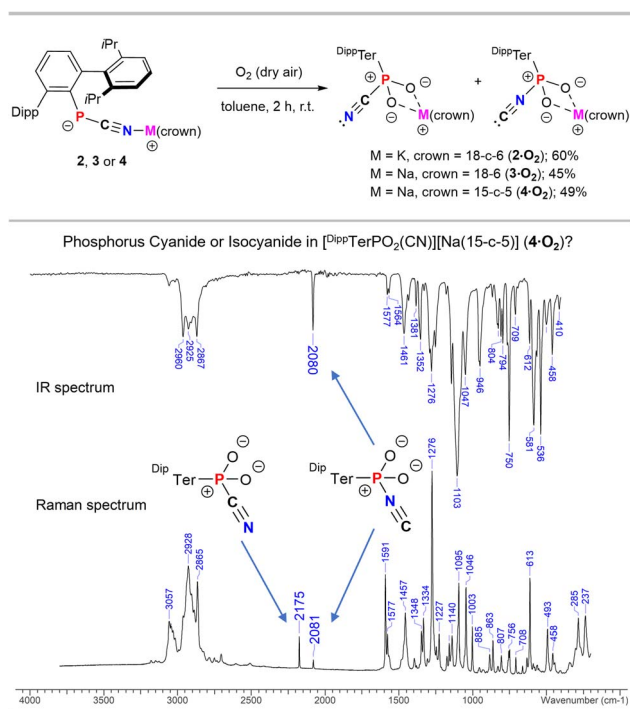 iPr
iPr
Dipp
P
⊖
C≡N
M(crown)
⊕
2, 3 or 4
O2 (dry air)
toluene, 2 h, r.t.
DippTer
P
⊕
O
⊖
O
⊖
C
N
M(crown)
⊕
+
DippTer
P
⊕
O
⊖
O
⊖
N
C
M(crown)
⊕
M = K, crown = 18-c-6 (2·O2); 60%
M = Na, crown = 18-6 (3·O2); 45%
M = Na, crown = 15-c-5 (4·O2); 49%
Phosphorus Cyanide or Isocyanide in [DippTerPO2(CN)][Na(15-c-5)] (4·O2)?
2960
2925
2867
2080
1577
1564
1461
1381
1352
1276
1103
1047
946
804
794
750
709
612
581
536
458
410
IR spectrum
Raman spectrum
Dip
Ter
P
⊕
O
⊖
O
⊖
C
N
Dip
Ter
P
⊕
O
⊖
O
⊖
N
C
3057
2928
2865
2175
2081
1591
1577
1457
1348
1334
1276
1227
1140
1095
1046
1003
885
863
807
756
708
613
493
458
285
237
4000 3500 3000 2500 2000 1500 1000 500 Wavenumber (cm-1)